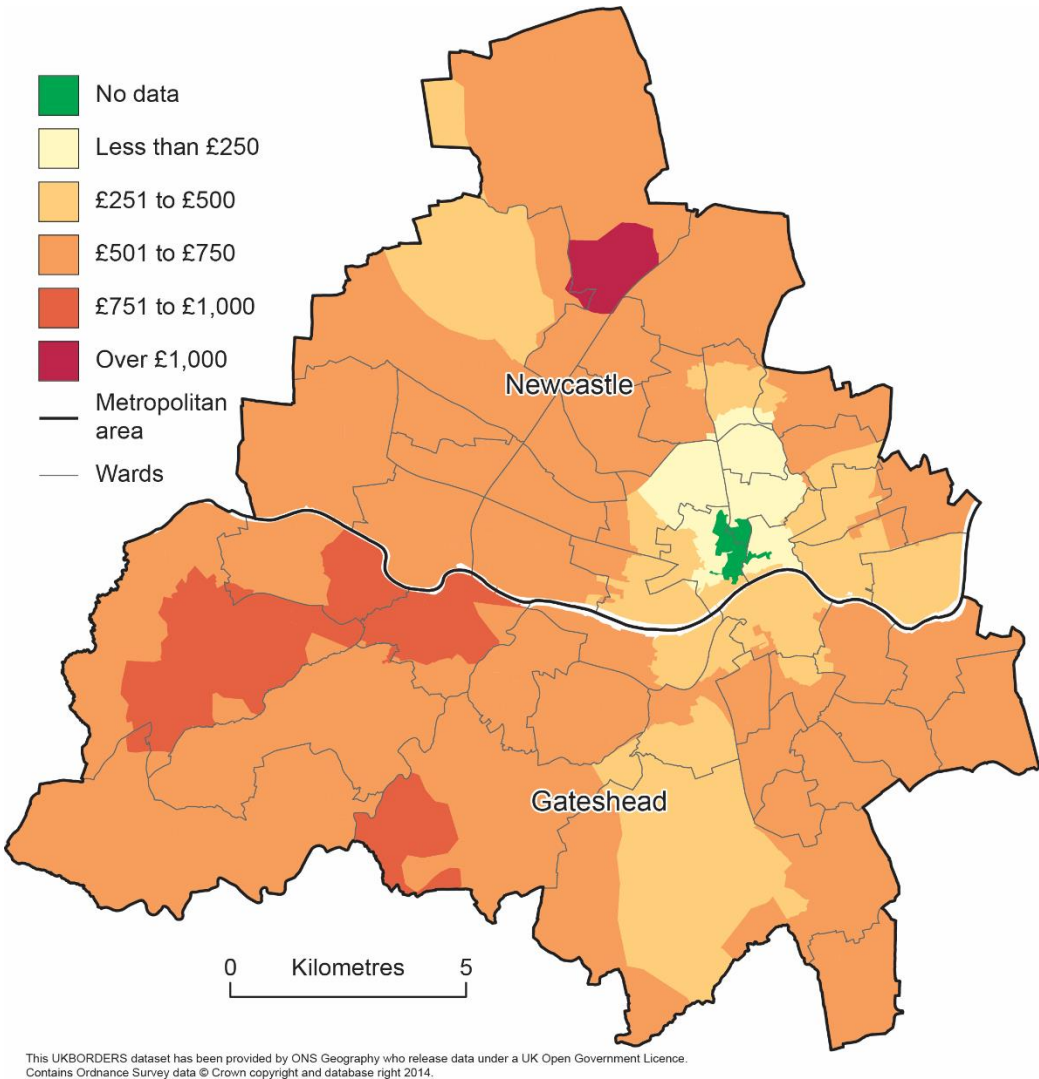 No data
Less than £250
£251 to £500
£501 to £750
£751 to £1,000
Over £1,000
Metropolitan
area
Wards
Newcastle
Gateshead
0 Kilometres 5
This UKBORDERS dataset has been provided by ONS Geography who release data under a UK Open Government Licence.
Contains Ordnance Survey data © Crown copyright and database right 2014.